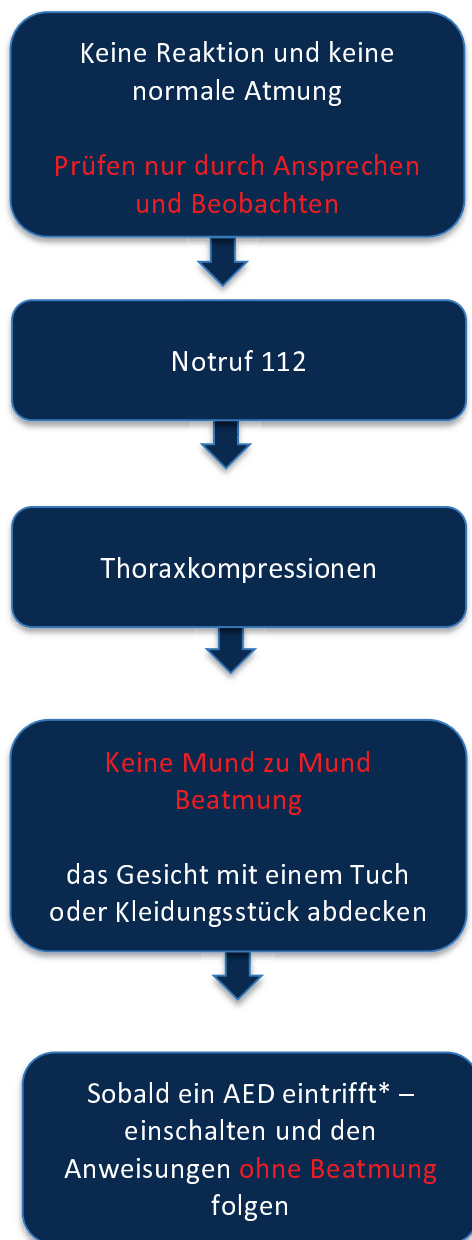 Keine Reaktion und keine
normale Atmung
Prüfen nur durch Ansprechen
und Beobachten
Notruf 112
Thoraxkompressionen
Keine Mund zu Mund
Beatmung
das Gesicht mit einem Tuch
oder Kleidungsstück abdecken
Sobald ein AED eintrifft* –
einschalten und den
Anweisungen ohne Beatmung
folgen